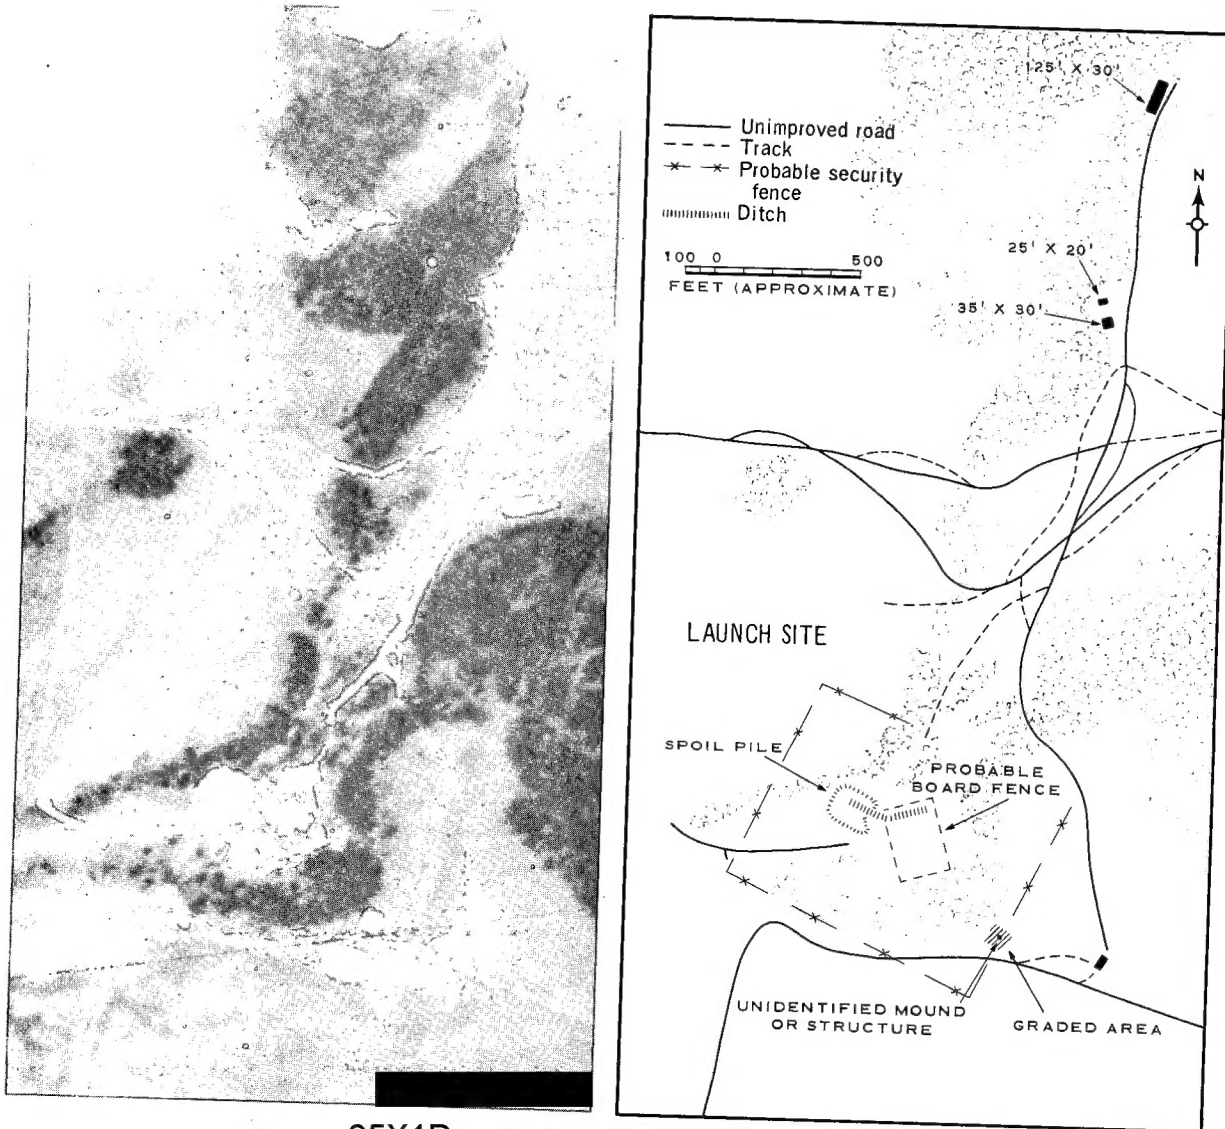 125' X 30'
Unimproved road
Track
Probable security
fence
Ditch
N
100 0 500
FEET (APPROXIMATE)
25' X 20'
35' X 30'
LAUNCH SITE
SPOIL PILE
PROBABLE
BOARD FENCE
UNIDENTIFIED MOUND
OR STRUCTURE
GRADED AREA